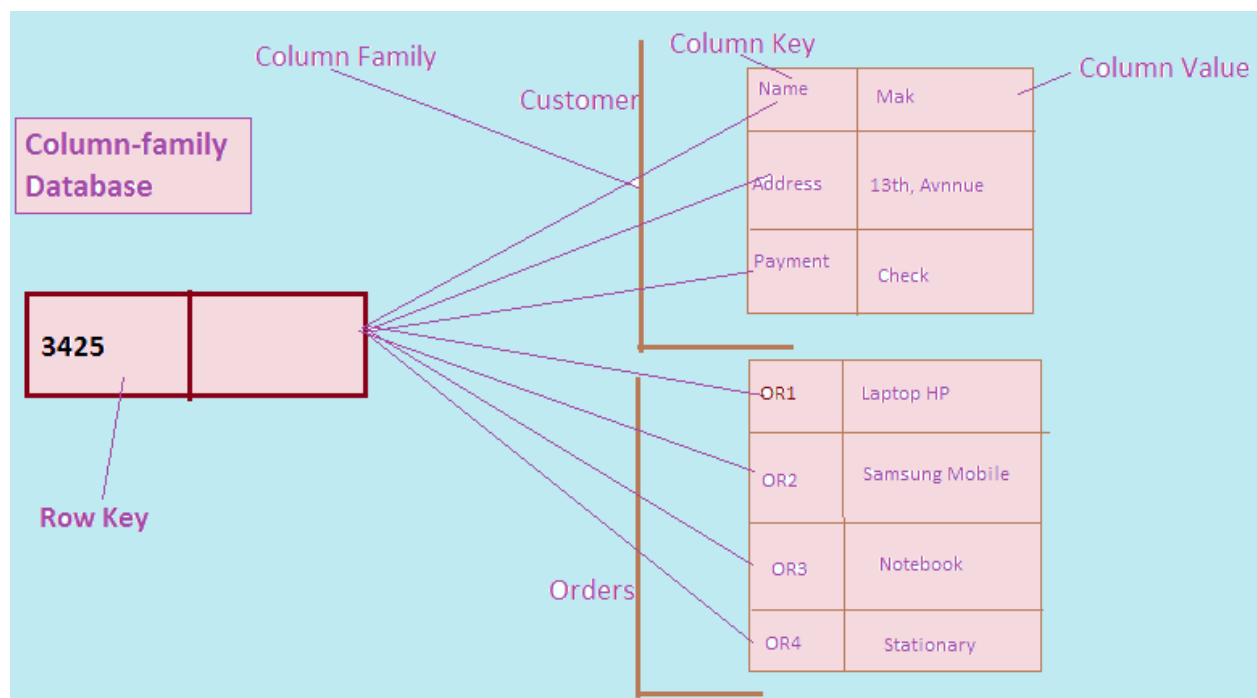 Column Family
Column Key
Column Value
Customer
Name
Mak
Column-family
Database
Address
13th, Avnnue
Payment
Check
3425
OR1
Laptop HP
OR2
Samsung Mobile
Row Key
OR3
Notebook
Orders
OR4
Stationary